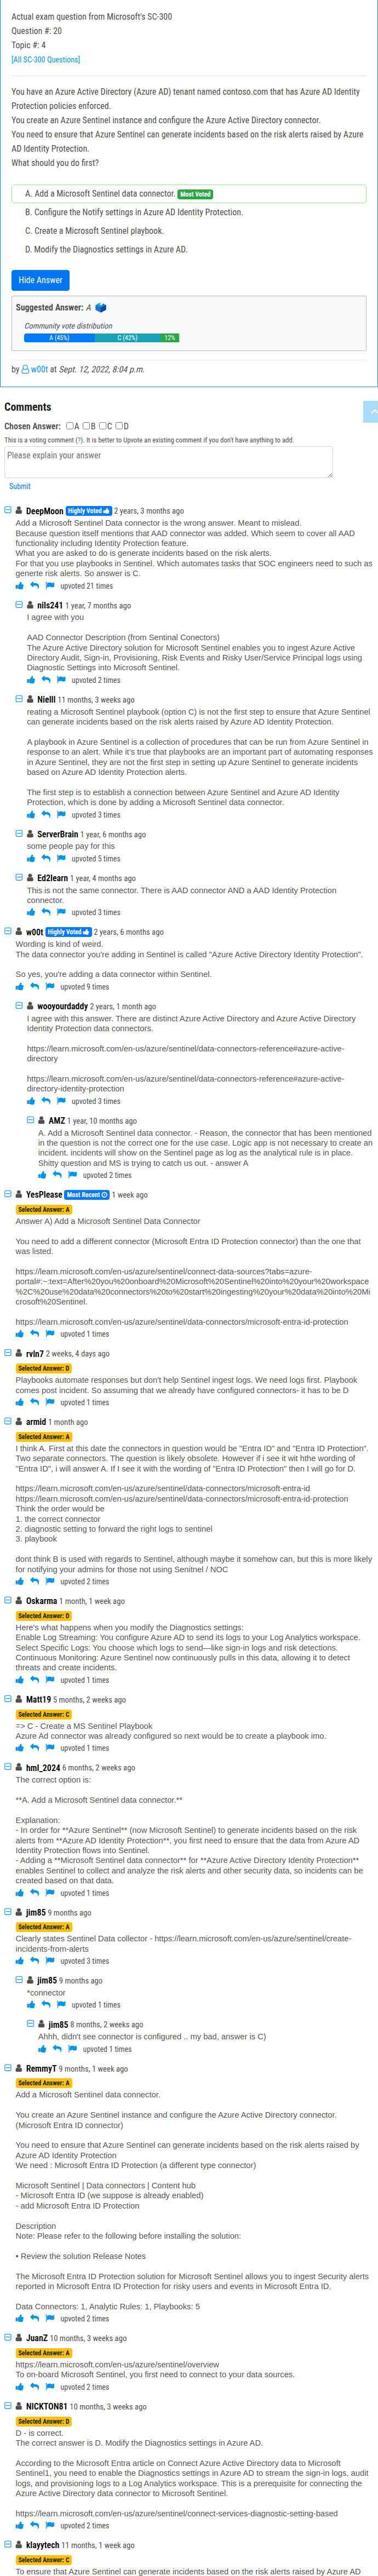 Actual exam question from Microsoft's SC-300
Question #: 20
Topic #: 4
[All SC-300 Questions]
You have an Azure Active Directory (Azure AD) tenant named contoso.com that has Azure AD Identity
Protection policies enforced.
You create an Azure Sentinel instance and configure the Azure Active Directory connector.
You need to ensure that Azure Sentinel can generate incidents based on the risk alerts raised by Azure
AD Identity Protection.
What should you do first?
A. Add a Microsoft Sentinel data connector. Most Voted
B. Configure the Notify settings in Azure AD Identity Protection.
C. Create a Microsoft Sentinel playbook.
D. Modify the Diagnostics settings in Azure AD.
Hide Answer
Suggested Answer: A
Community vote distribution
A (45%) C (42%) 12%
by w00t at Sept. 12, 2022, 8:04 p.m.
Comments
Chosen Answer: A B C D
This is a voting comment (?). It is better to Upvote an existing comment if you don't have anything to add.
Please explain your answer
Submit
DeepMoon Highly Voted 2 years, 3 months ago
Add a Microsoft Sentinel Data connector is the wrong answer. Meant to mislead.
Because question itself mentions that AAD connector was added. Which seem to cover all AAD
functionality including Identity Protection feature.
What you are asked to do is generate incidents based on the risk alerts.
For that you use playbooks in Sentinel. Which automates tasks that SOC engineers need to such as
generte risk alerts. So answer is C.
upvoted 21 times
nils241 1 year, 7 months ago
I agree with you
AAD Connector Description (from Sentinal Conectors)
The Azure Active Directory solution for Microsoft Sentinel enables you to ingest Azure Active
Directory Audit, Sign-in, Provisioning, Risk Events and Risky User/Service Principal logs using
Diagnostic Settings into Microsoft Sentinel.
upvoted 2 times
Nielll 11 months, 3 weeks ago
reating a Microsoft Sentinel playbook (option C) is not the first step to ensure that Azure Sentinel
can generate incidents based on the risk alerts raised by Azure AD Identity Protection.
A playbook in Azure Sentinel is a collection of procedures that can be run from Azure Sentinel in
response to an alert. While it's true that playbooks are an important part of automating responses
in Azure Sentinel, they are not the first step in setting up Azure Sentinel to generate incidents
based on Azure AD Identity Protection alerts.
The first step is to establish a connection between Azure Sentinel and Azure AD Identity
Protection, which is done by adding a Microsoft Sentinel data connector.
upvoted 3 times
ServerBrain 1 year, 6 months ago
some people pay for this
upvoted 5 times
Ed2learn 1 year, 4 months ago
This is not the same connector. There is AAD connector AND a AAD Identity Protection
connector.
upvoted 3 times
w00t Highly Voted 2 years, 6 months ago
Wording is kind of weird.
The data connector you're adding in Sentinel is called "Azure Active Directory Identity Protection".
So yes, you're adding a data connector within Sentinel.
upvoted 9 times
wooyourdaddy 2 years, 1 month ago
I agree with this answer. There are distinct Azure Active Directory and Azure Active Directory
Identity Protection data connectors.
https://learn.microsoft.com/en-us/azure/sentinel/data-connectors-reference#azure-active-
directory
https://learn.microsoft.com/en-us/azure/sentinel/data-connectors-reference#azure-active-
directory-identity-protection
upvoted 3 times
AMZ 1 year, 10 months ago
A. Add a Microsoft Sentinel data connector. - Reason, the connector that has been mentioned
in the question is not the correct one for the use case. Logic app is not necessary to create an
incident. incidents will show on the Sentinel page as log as the analytical rule is in place.
Shitty question and MS is trying to catch us out. - answer A
upvoted 2 times
YesPlease Most Recent 1 week ago
Selected Answer: A
Answer A) Add a Microsoft Sentinel Data Connector
You need to add a different connector (Microsoft Entra ID Protection connector) than the one that
was listed.
https://learn.microsoft.com/en-us/azure/sentinel/connect-data-sources?tabs=azure-
portal#:~:text=After%20you%20onboard%20Microsoft%20Sentinel%20into%20your%20workspace
%2C%20use%20data%20connectors%20to%20start%20ingesting%20your%20data%20into%20Mi
crosoft%20Sentinel.
https://learn.microsoft.com/en-us/azure/sentinel/data-connectors/microsoft-entra-id-protection
upvoted 1 times
rvln7 2 weeks, 4 days ago
Selected Answer: D
Playbooks automate responses but don't help Sentinel ingest logs. We need logs first. Playbook
comes post incident. So assuming that we already have configured connectors- it has to be D
upvoted 1 times
armid 1 month ago
Selected Answer: A
I think A. First at this date the connectors in question would be "Entra ID" and "Entra ID Protection".
Two separate connectors. The question is likely obsolete. However if i see it wit hthe wording of
"Entra ID", i will answer A. If I see it with the wording of "Entra ID Protection" then I will go for D.
https://learn.microsoft.com/en-us/azure/sentinel/data-connectors/microsoft-entra-id
https://learn.microsoft.com/en-us/azure/sentinel/data-connectors/microsoft-entra-id-protection
Think the order would be
1. the correct connector
2. diagnostic setting to forward the right logs to sentinel
3. playbook
dont think B is used with regards to Sentinel, although maybe it somehow can, but this is more likely
for notifying your admins for those not using Senitnel / NOC
upvoted 2 times
Oskarma 1 month, 1 week ago
Selected Answer: D
Here's what happens when you modify the Diagnostics settings:
Enable Log Streaming: You configure Azure AD to send its logs to your Log Analytics workspace.
Select Specific Logs: You choose which logs to send—like sign-in logs and risk detections.
Continuous Monitoring: Azure Sentinel now continuously pulls in this data, allowing it to detect
threats and create incidents.
upvoted 1 times
Matt19 5 months, 2 weeks ago
Selected Answer: C
=> C - Create a MS Sentinel Playbook
Azure Ad connector was already configured so next would be to create a playbook imo.
upvoted 1 times
hml_2024 6 months, 2 weeks ago
The correct option is:
**A. Add a Microsoft Sentinel data connector.**
Explanation:
- In order for **Azure Sentinel** (now Microsoft Sentinel) to generate incidents based on the risk
alerts from **Azure AD Identity Protection**, you first need to ensure that the data from Azure AD
Identity Protection flows into Sentinel.
- Adding a **Microsoft Sentinel data connector** for **Azure Active Directory Identity Protection**
enables Sentinel to collect and analyze the risk alerts and other security data, so incidents can be
created based on that data.
upvoted 1 times
jim85 9 months ago
Selected Answer: A
Clearly states Sentinel Data collector - https://learn.microsoft.com/en-us/azure/sentinel/create-
incidents-from-alerts
upvoted 3 times
jim85 9 months ago
*connector
upvoted 1 times
jim85 8 months, 2 weeks ago
Ahhh, didn't see connector is configured .. my bad, answer is C)
upvoted 1 times
RemmyT 9 months, 1 week ago
Selected Answer: A
Add a Microsoft Sentinel data connector.
You create an Azure Sentinel instance and configure the Azure Active Directory connector.
(Microsoft Entra ID connector)
You need to ensure that Azure Sentinel can generate incidents based on the risk alerts raised by
Azure AD Identity Protection
We need : Microsoft Entra ID Protection (a different type connector)
Microsoft Sentinel | Data connectors | Content hub
- Microsoft Entra ID (we suppose is already enabled)
- add Microsoft Entra ID Protection
Description
Note: Please refer to the following before installing the solution:
• Review the solution Release Notes
The Microsoft Entra ID Protection solution for Microsoft Sentinel allows you to ingest Security alerts
reported in Microsoft Entra ID Protection for risky users and events in Microsoft Entra ID.
Data Connectors: 1, Analytic Rules: 1, Playbooks: 5
upvoted 2 times
JuanZ 10 months, 3 weeks ago
Selected Answer: A
https://learn.microsoft.com/en-us/azure/sentinel/overview
To on-board Microsoft Sentinel, you first need to connect to your data sources.
upvoted 2 times
NICKTON81 10 months, 3 weeks ago
Selected Answer: D
D - is correct.
The correct answer is D. Modify the Diagnostics settings in Azure AD.
According to the Microsoft Entra article on Connect Azure Active Directory data to Microsoft
Sentinel1, you need to enable the Diagnostics settings in Azure AD to stream the sign-in logs, audit
logs, and provisioning logs to a Log Analytics workspace. This is a prerequisite for connecting the
Azure Active Directory data connector to Microsoft Sentinel.
https://learn.microsoft.com/en-us/azure/sentinel/connect-services-diagnostic-setting-based
upvoted 2 times
klayytech 11 months, 1 week ago
Selected Answer: C
To ensure that Azure Sentinel can generate incidents based on the risk alerts raised by Azure AD